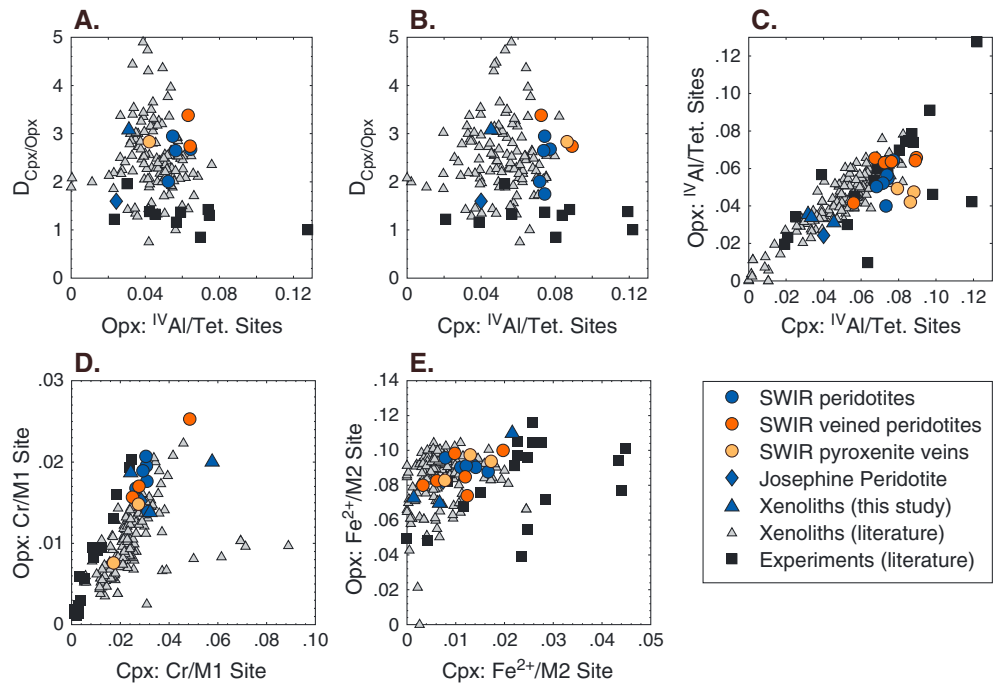 A.
B.
C.
5
4
3
2
1
0
D Cpx/Opx
0
0.04
0.08
0.12
Opx: IVAl/Tet. Sites
5
4
3
2
1
0
D Cpx/Opx
0
0.04
0.08
0.12
Cpx: IVAl/Tet. Sites
.12
.10
.08
.06
.04
.02
0
Opx: IVAl/Tet. Sites
0
.02
.04
.06
.08
.10
.12
Cpx: IVAl/Tet. Sites
D.
E.
.03
.02
.01
0
Opx: Cr/M1 Site
0
.02
.04
.06
.08
.10
Cpx: Cr/M1 Site
.14
.12
.10
.08
.06
.04
.02
0
Opx: Fe2+/M2 Site
0
.01
.02
.03
.04
.05
Cpx: Fe2+/M2 Site
SWIR peridotites
SWIR veined peridotites
SWIR pyroxenite veins
Josephine Peridotite
Xenoliths (this study)
Xenoliths (literature)
Experiments (literature)